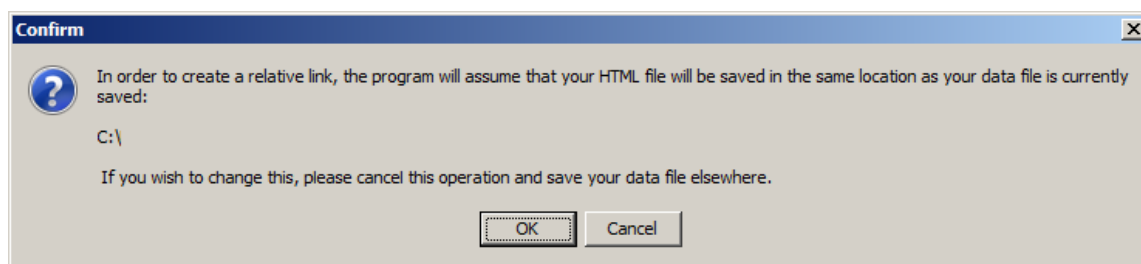 Confirm
In order to create a relative link, the program will assume that your HTML file will be saved in the same location as your data file is currently
saved:
C:\
If you wish to change this, please cancel this operation and save your data file elsewhere.
OK Cancel